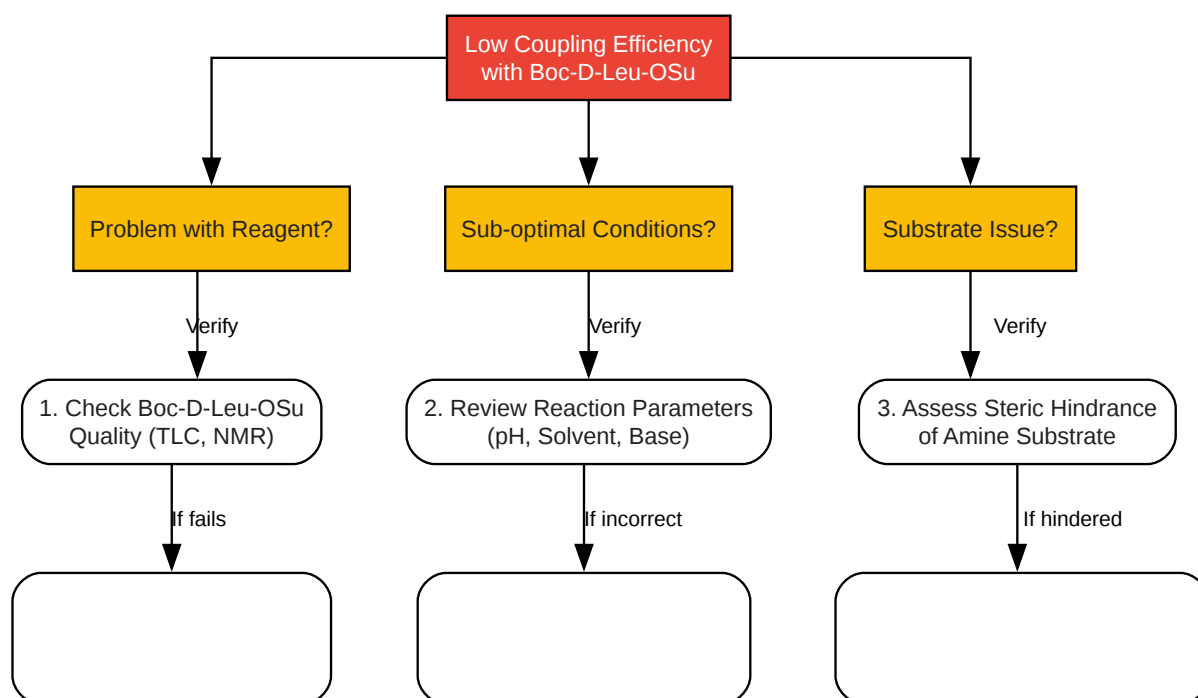 Low Coupling Efficiency
with Boc-D-Leu-OSu
Problem with Reagent?
Sub-optimal Conditions?
Substrate Issue?
Verify
Verify
Verify
1. Check Boc-D-Leu-OSu
Quality (TLC, NMR)
2. Review Reaction Parameters
(pH, Solvent, Base)
3. Assess Steric Hindrance
of Amine Substrate
If fails
If incorrect
If hindered